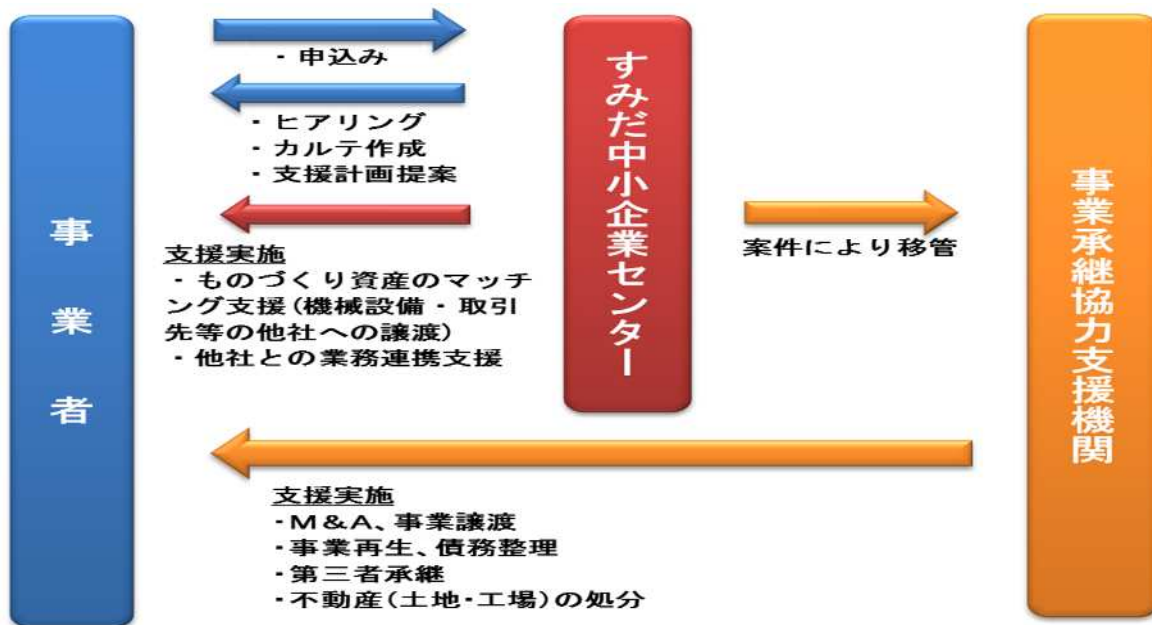 事業者
・申込み
・ヒアリング
・カルテ作成
・支援計画提案
支援実施
・ものづくり資産のマッチ
ング支援(機械設備・取引
先等の他社への譲渡)
・他社との業務連携支援
すみだ中小企業センター
案件により移管
事業承継協力支援機関
支援実施
・M&A、事業譲渡
・事業再生、債務整理
・第三者承継
・不動産(土地・工場)の処分